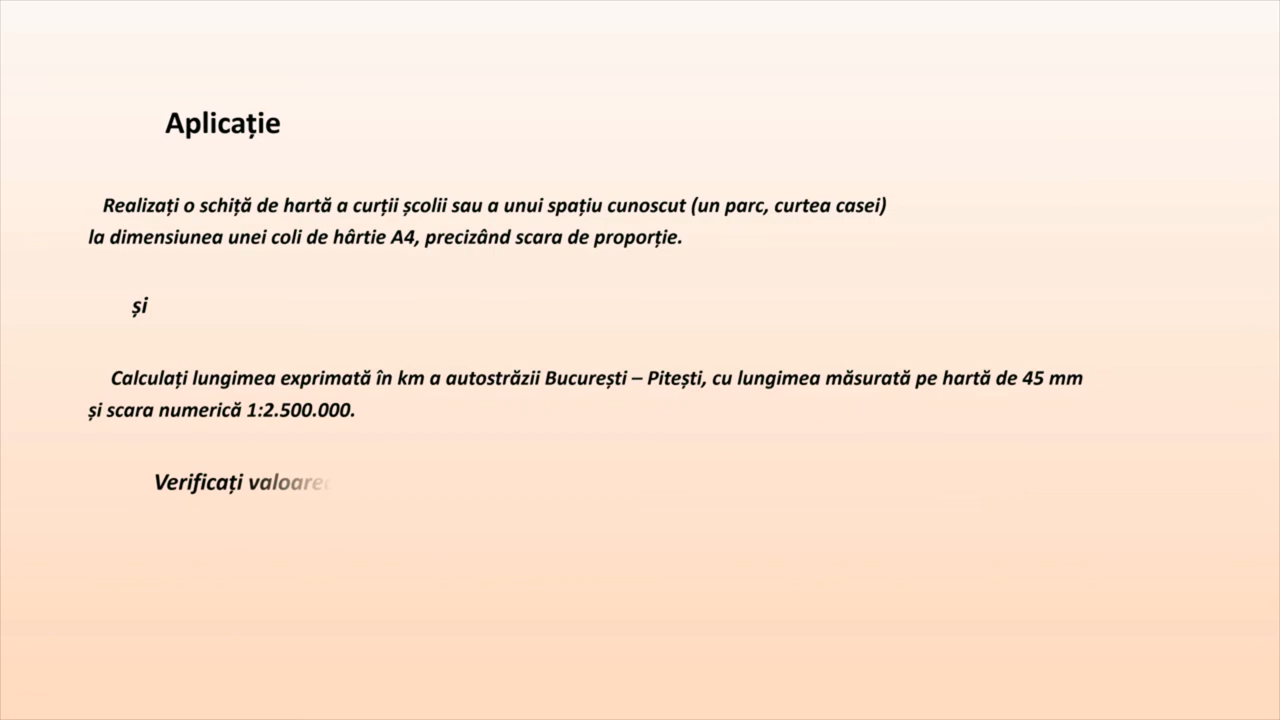 Aplicație
Realizați o schiță de hartă a curții școlii sau a unui spațiu cunoscut (un parc, curtea casei)
la dimensiunea unei coli de hârtie A4, precizând scara de proporție.
și
Calculați lungimea exprimată în km a autostrăzii București – Pitești, cu lungimea măsurată pe hartă de 45 mm
și scara numerică 1:2.500.000.
Verificați valoarea